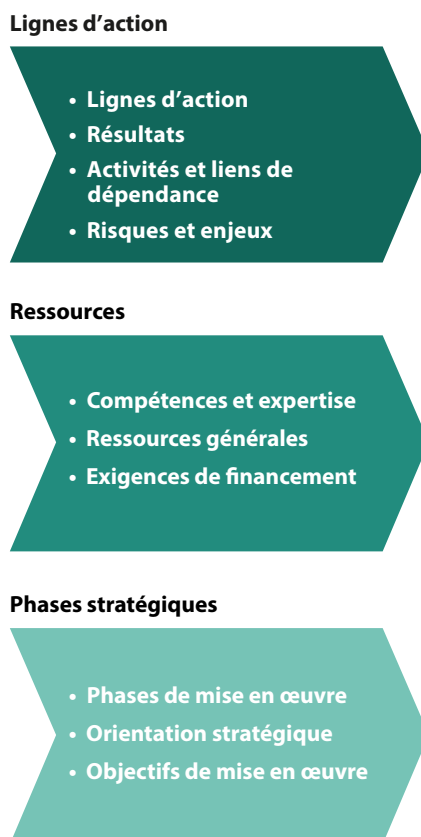 Lignes d’action
• Lignes d’action
• Résultats
• Activités et liens de
dépendance
• Risques et enjeux
Ressources
• Compétences et expertise
• Ressources générales
• Exigences de financement
Phases stratégiques
• Phases de mise en œuvre
• Orientation stratégique
• Objectifs de mise en œuvre